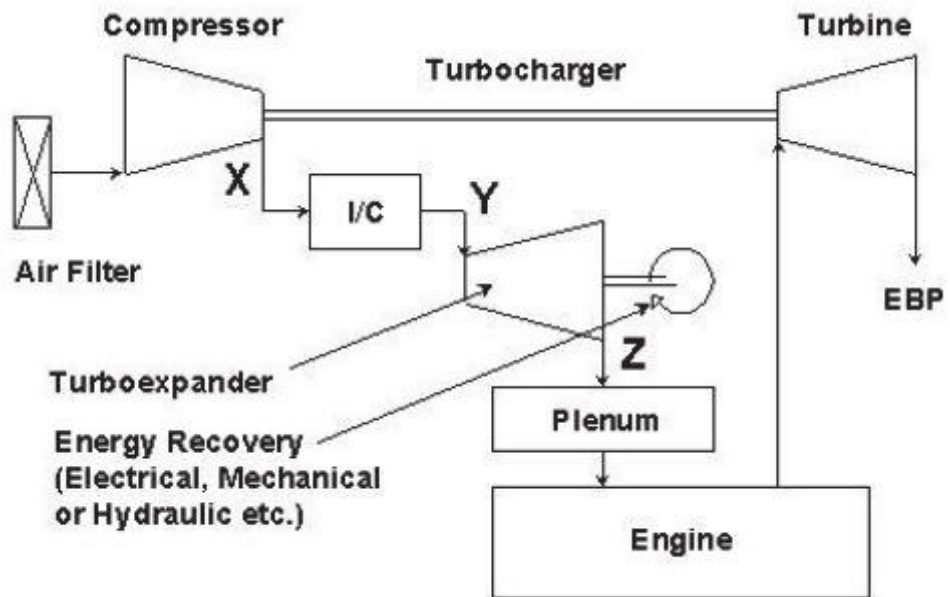 Compressor
Turbine
Turbocharger
X
I/C
Y
Air Filter
EBP
Z
Turboexpander
Plenum
Energy Recovery
(Electrical, Mechanical
or Hydraulic etc.)
Engine